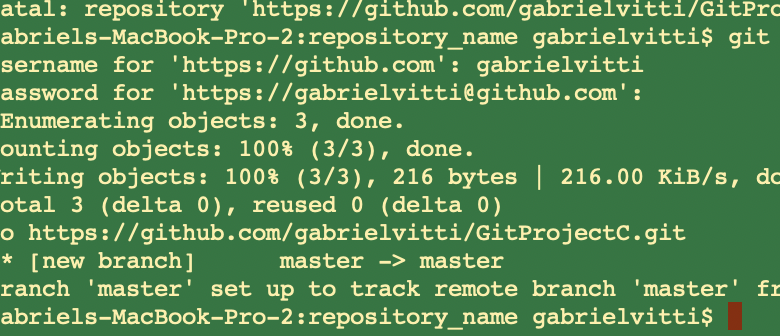 atal: repository 'https://github.com/gabrielvitti/GitPro
abriels-MacBook-Pro-2:repository_name gabrielvitti$ git
sername for 'https://github.com': gabrielvitti
assword for 'https://gabrielvitti@github.com':
Enumerating objects: 3, done.
ounting objects: 100% (3/3), done.
riting objects: 100% (3/3), 216 bytes | 216.00 KiB/s, do
otal 3 (delta 0), reused 0 (delta 0)
o https://github.com/gabrielvitti/GitProjectC.git
* [new branch]      master -> master
ranch 'master' set up to track remote branch 'master' fr
abriels-MacBook-Pro-2:repository_name gabrielvitti$